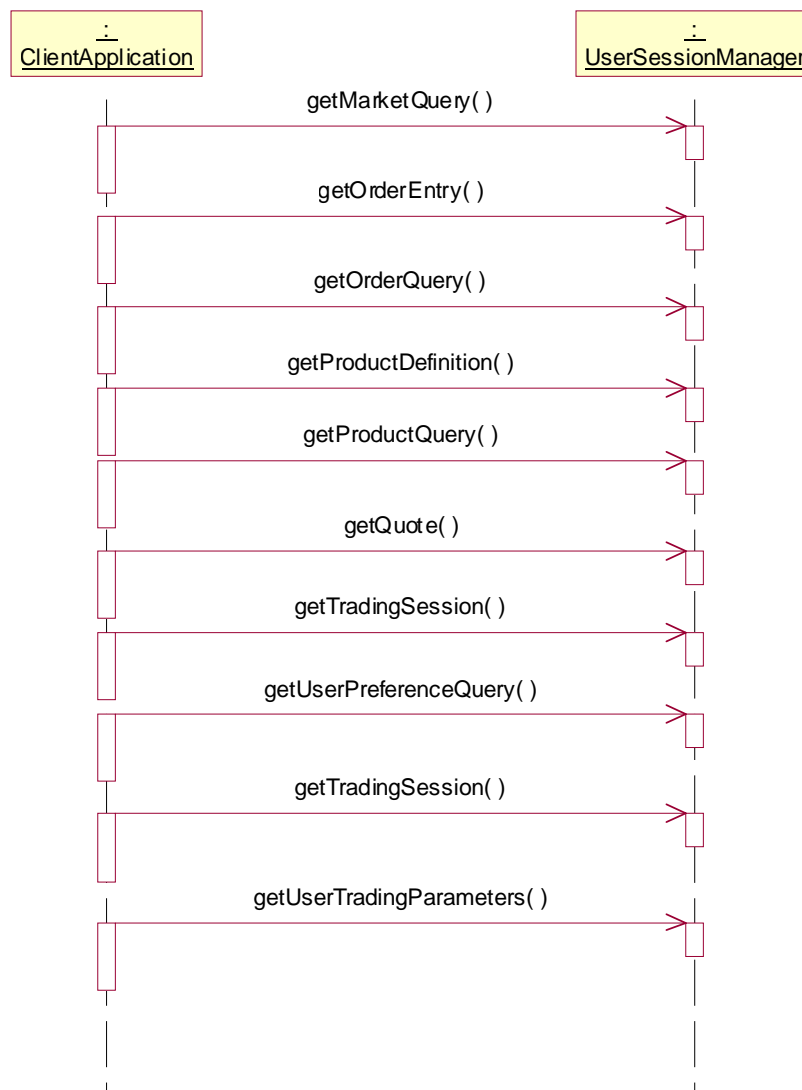 :
ClientApplication
:
UserSessionManager
getMarketQuery( )
getOrderEntry( )
getOrderQuery( )
getProductDefinition( )
getProductQuery( )
getQuote( )
getTradingSession( )
getUserPreferenceQuery( )
getTradingSession( )
getUserTradingParameters( )